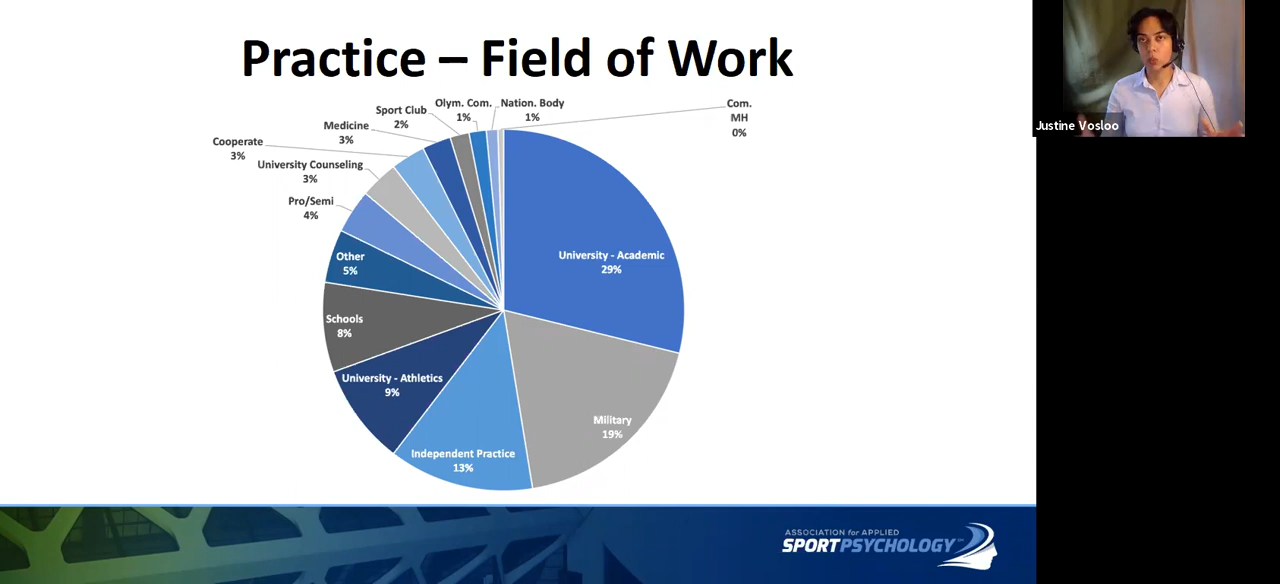 Practice – Field of Work
Olym. Com.
1%
Nation. Body
1%
Com.
MH
0%
Sport Club
2%
Medicine
3%
Cooperate
3%
University Counseling
3%
Pro/Semi
4%
Other
5%
Schools
8%
University - Athletics
9%
Independent Practice
13%
Military
19%
University - Academic
29%
ASSOCIATION for APPLIED
SPORTPSYCHOLOGY
Justine Vosloo